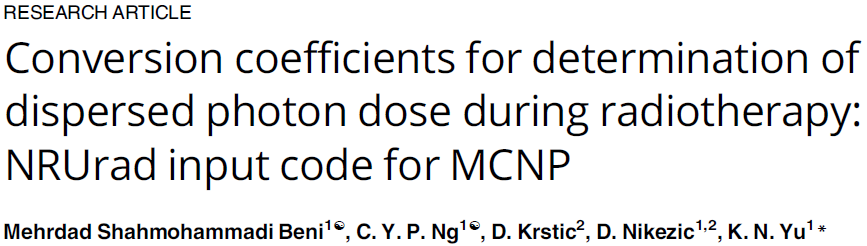 RESEARCH ARTICLE
Conversion coefficients for determination of
dispersed photon dose during radiotherapy:
NRUrad input code for MCNP
Mehrdad Shahmohammadi Beni1☯, C. Y. P. Ng1☯, D. Krstic2, D. Nikezic1,2, K. N. Yu1*